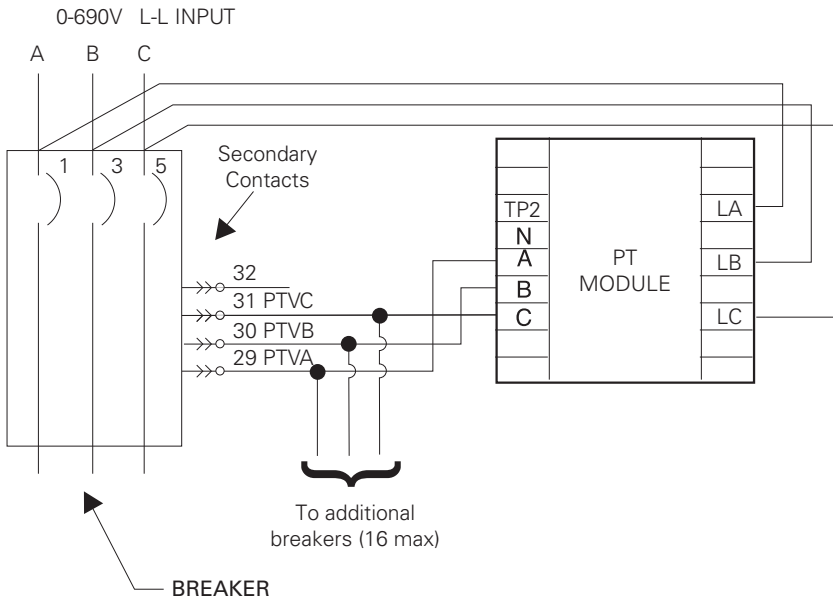 0-690V L-L INPUT
A B C
1 3 5
Secondary
Contacts
32
31 PTVC
30 PTVB
29 PTVA
TP2
N
A
B
C
PT
MODULE
LA
LB
LC
To additional
breakers (16 max)
BREAKER